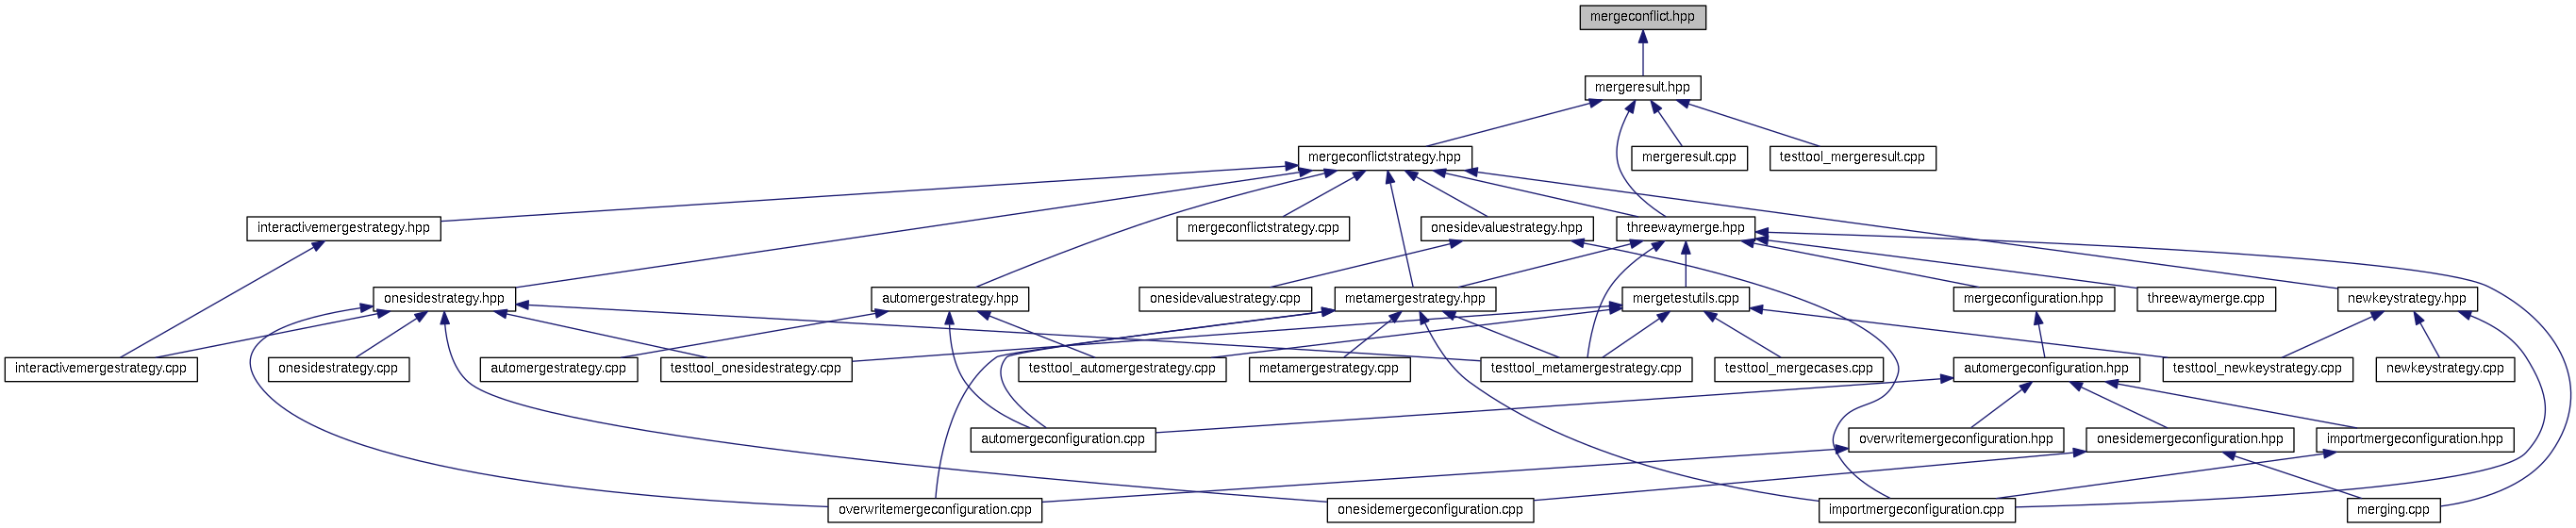 mergeconflict.hpp
mergeresult.hpp
mergeconflictstrategy.hpp
mergeresult.cpp
testtool_mergeresult.cpp
interactivemergestrategy.hpp
mergeconflictstrategy.cpp
onesidevaluestrategy.hpp
threewaymerge.hpp
onesidestrategy.hpp
automergestrategy.hpp
onesidevaluestrategy.cpp
metamergestrategy.hpp
mergetestutils.cpp
mergeconfiguration.hpp
threewaymerge.cpp
newkeystrategy.hpp
interactivemergestrategy.cpp
onesidestrategy.cpp
automergestrategy.cpp
testtool_onesidestrategy.cpp
testtool_automergestrategy.cpp
metamergestrategy.cpp
testtool_metamergestrategy.cpp
testtool_mergecases.cpp
automergeconfiguration.hpp
testtool_newkeystrategy.cpp
newkeystrategy.cpp
automergeconfiguration.cpp
overwritemergeconfiguration.hpp
onesidemergeconfiguration.hpp
importmergeconfiguration.hpp
overwritemergeconfiguration.cpp
onesidemergeconfiguration.cpp
importmergeconfiguration.cpp
merging.cpp